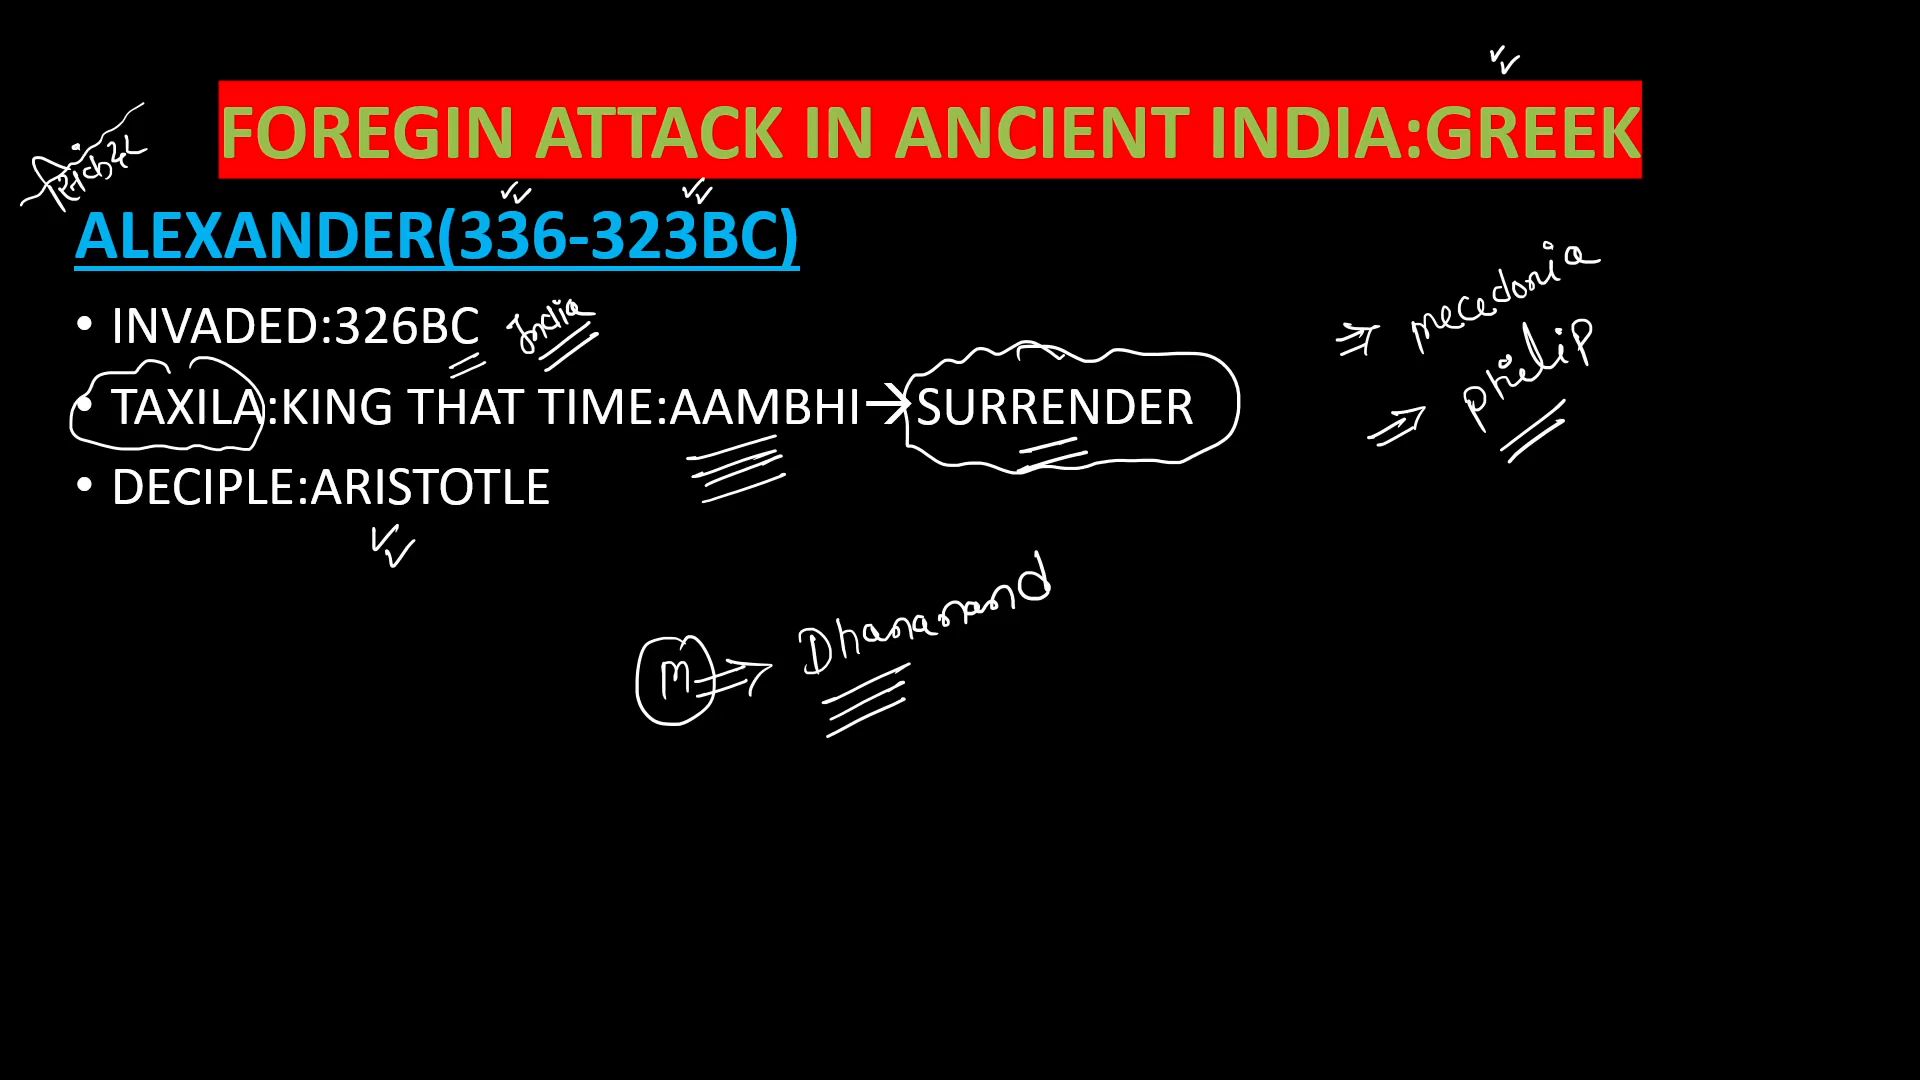 FOREGIN ATTACK IN ANCIENT INDIA:GREEK
सिकंदर
ALEXANDER(336-323BC)
• INVADED:326BC India
• TAXILA:KING THAT TIME:AAMBHI→SURRENDER
• DECIPLE:ARISTOTLE
⇒ mecedonia
⇒ Philip
M ⇒ Dhananand